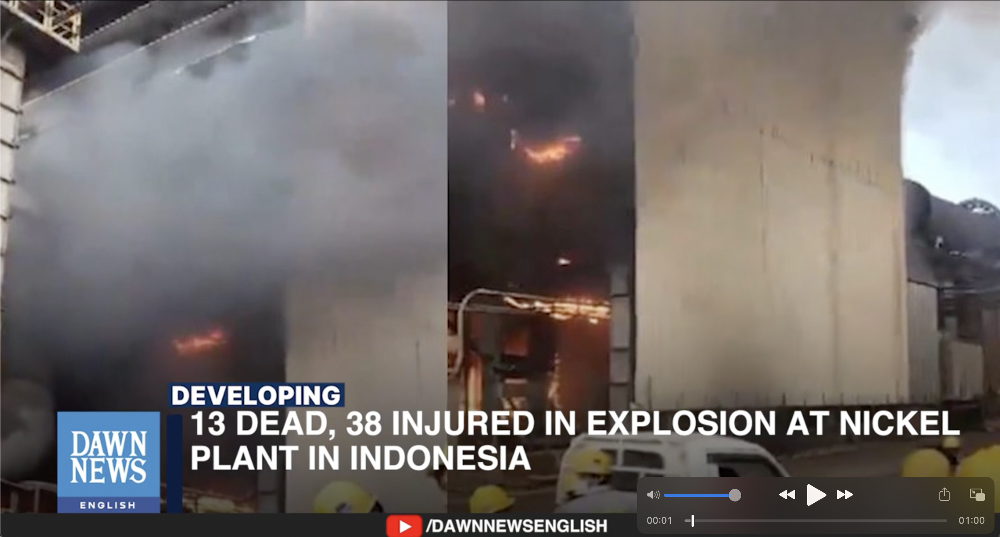 DEVELOPING
13 DEAD, 38 INJURED IN EXPLOSION AT NICKEL
PLANT IN INDONESIA
DAWN
NEWS
ENGLISH
/DAWNNEWSENGLISH
00:01
01:00